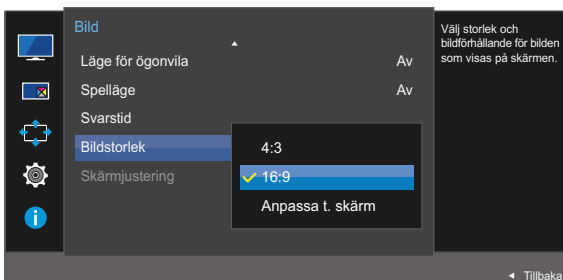 Bild
Läge för ögonvila Av
Spelläge Av
Svarstid
Bildstorlek
Skärmjustering
4:3
16:9
Anpassa t. skärm
Välj storlek och
bildförhållande för bilden
som visas på skärmen.
Tillbaka